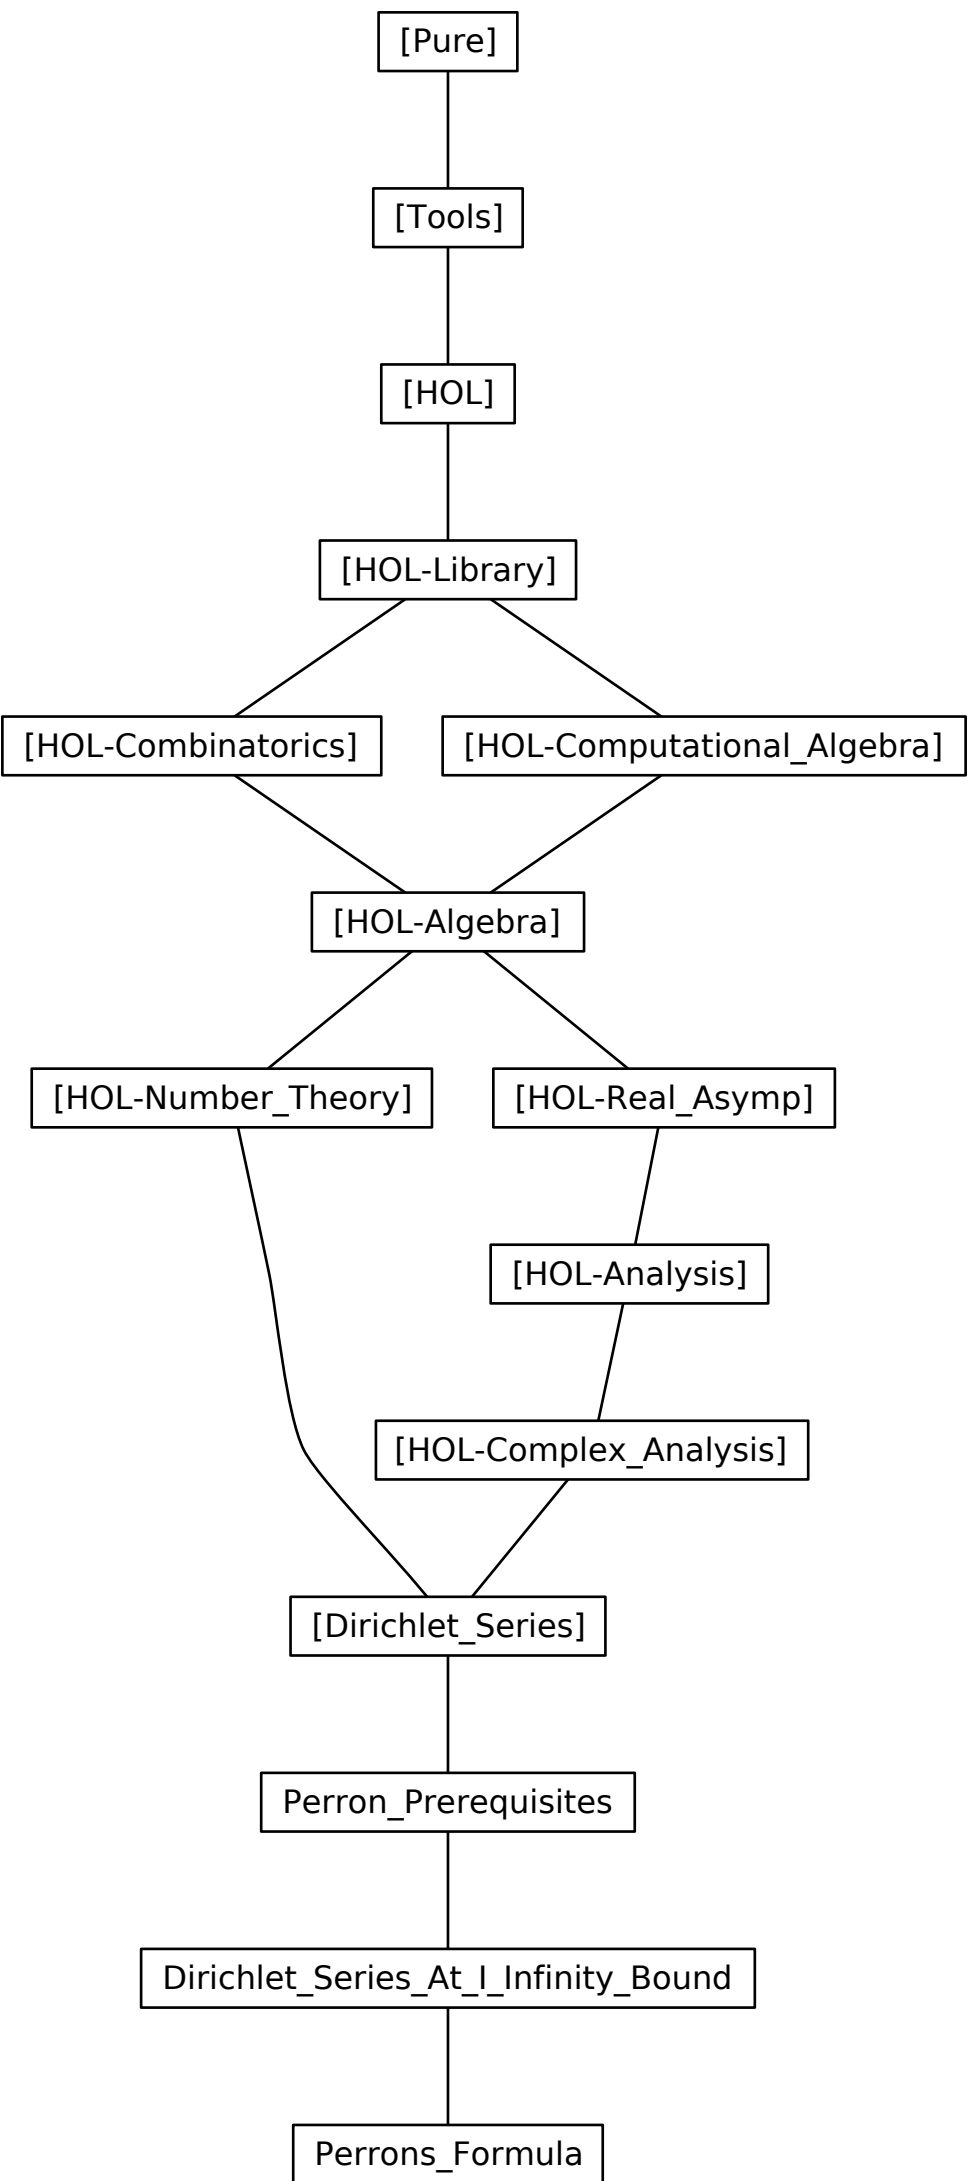 [Pure]
[Tools]
[HOL]
[HOL-Library]
[HOL-Combinatorics]
[HOL-Computational_Algebra]
[HOL-Algebra]
[HOL-Number_Theory]
[HOL-Real_Asymp]
[HOL-Analysis]
[HOL-Complex_Analysis]
[Dirichlet_Series]
Perron_Prerequisites
Dirichlet_Series_At_I_Infinity_Bound
Perrons_Formula